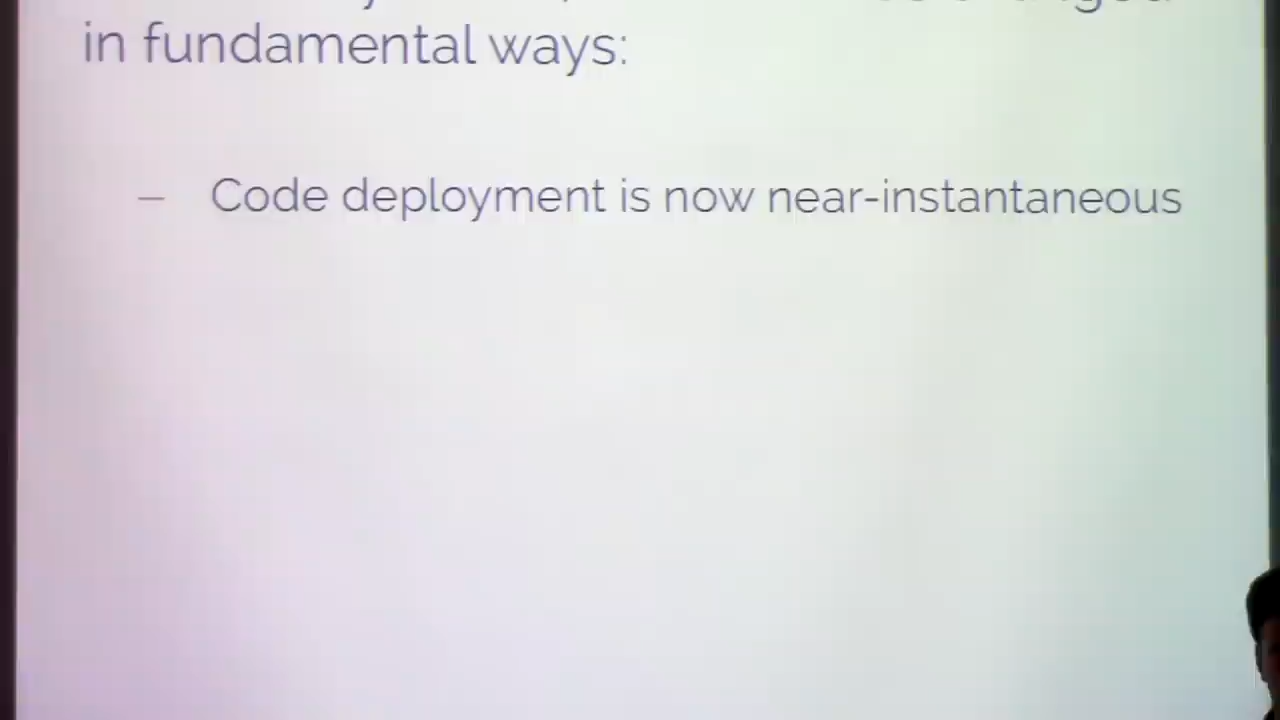 in fundamental ways:
– Code deployment is now near-instantaneous